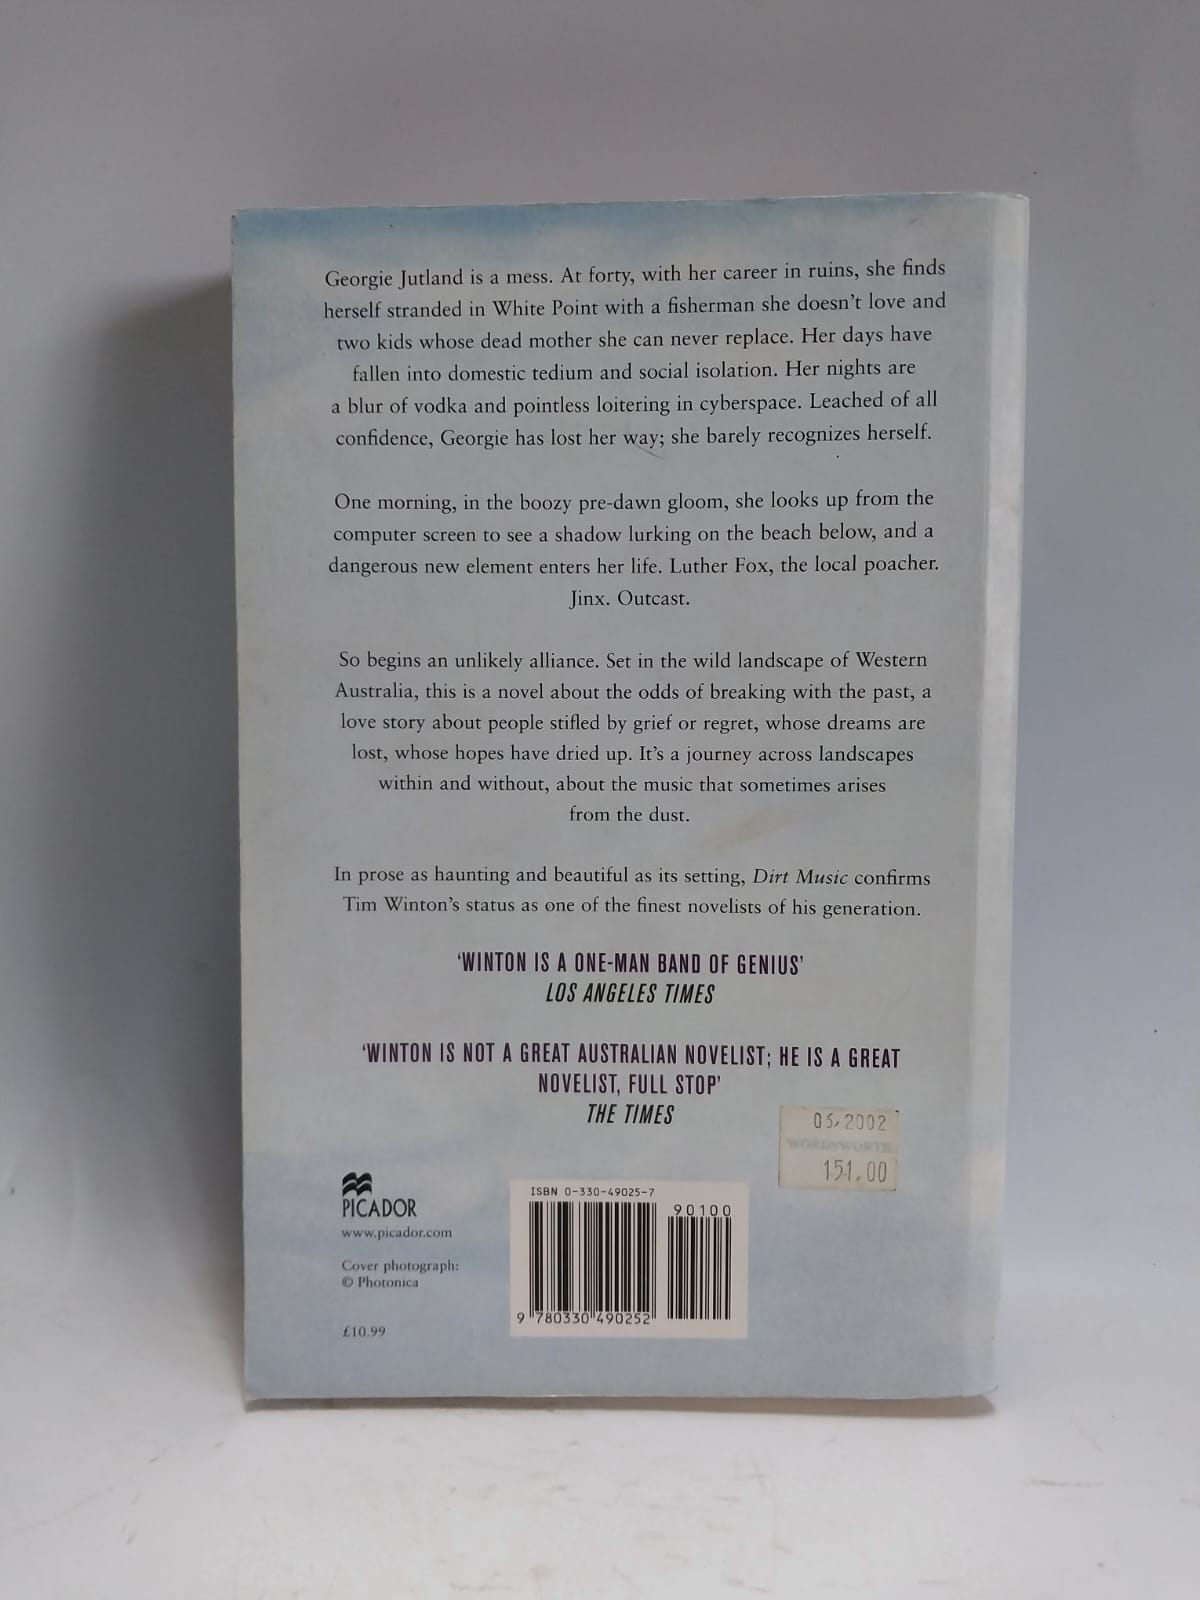 Georgie Jutland is a mess. At forty, with her career in ruins, she finds
herself stranded in White Point with a fisherman she doesn't love and
two kids whose dead mother she can never replace. Her days have
fallen into domestic tedium and social isolation. Her nights are
a blur of vodka and pointless loitering in cyberspace. Leached of all
confidence, Georgie has lost her way; she barely recognizes herself.
One morning, in the boozy pre-dawn gloom, she looks up from the
computer screen to see a shadow lurking on the beach below, and a
dangerous new element enters her life. Luther Fox, the local poacher.
Jinx. Outcast.
So begins an unlikely alliance. Set in the wild landscape of Western
Australia, this is a novel about the odds of breaking with the past, a
love story about people stifled by grief or regret, whose dreams are
lost, whose hopes have dried up. It's a journey across landscapes
within and without, about the music that sometimes arises
from the dust.
In prose as haunting and beautiful as its setting, Dirt Music confirms
Tim Winton's status as one of the finest novelists of his generation.
'WINTON IS A ONE-MAN BAND OF GENIUS'
LOS ANGELES TIMES
'WINTON IS NOT A GREAT AUSTRALIAN NOVELIST; HE IS A GREAT
NOVELIST, FULL STOP'
THE TIMES
05/2002
WORDSWORTH
151.00
PICADOR
www.picador.com
Cover photograph:
© Photonica
£10.99
ISBN 0-330-49025-7
90100
9 780330 490252